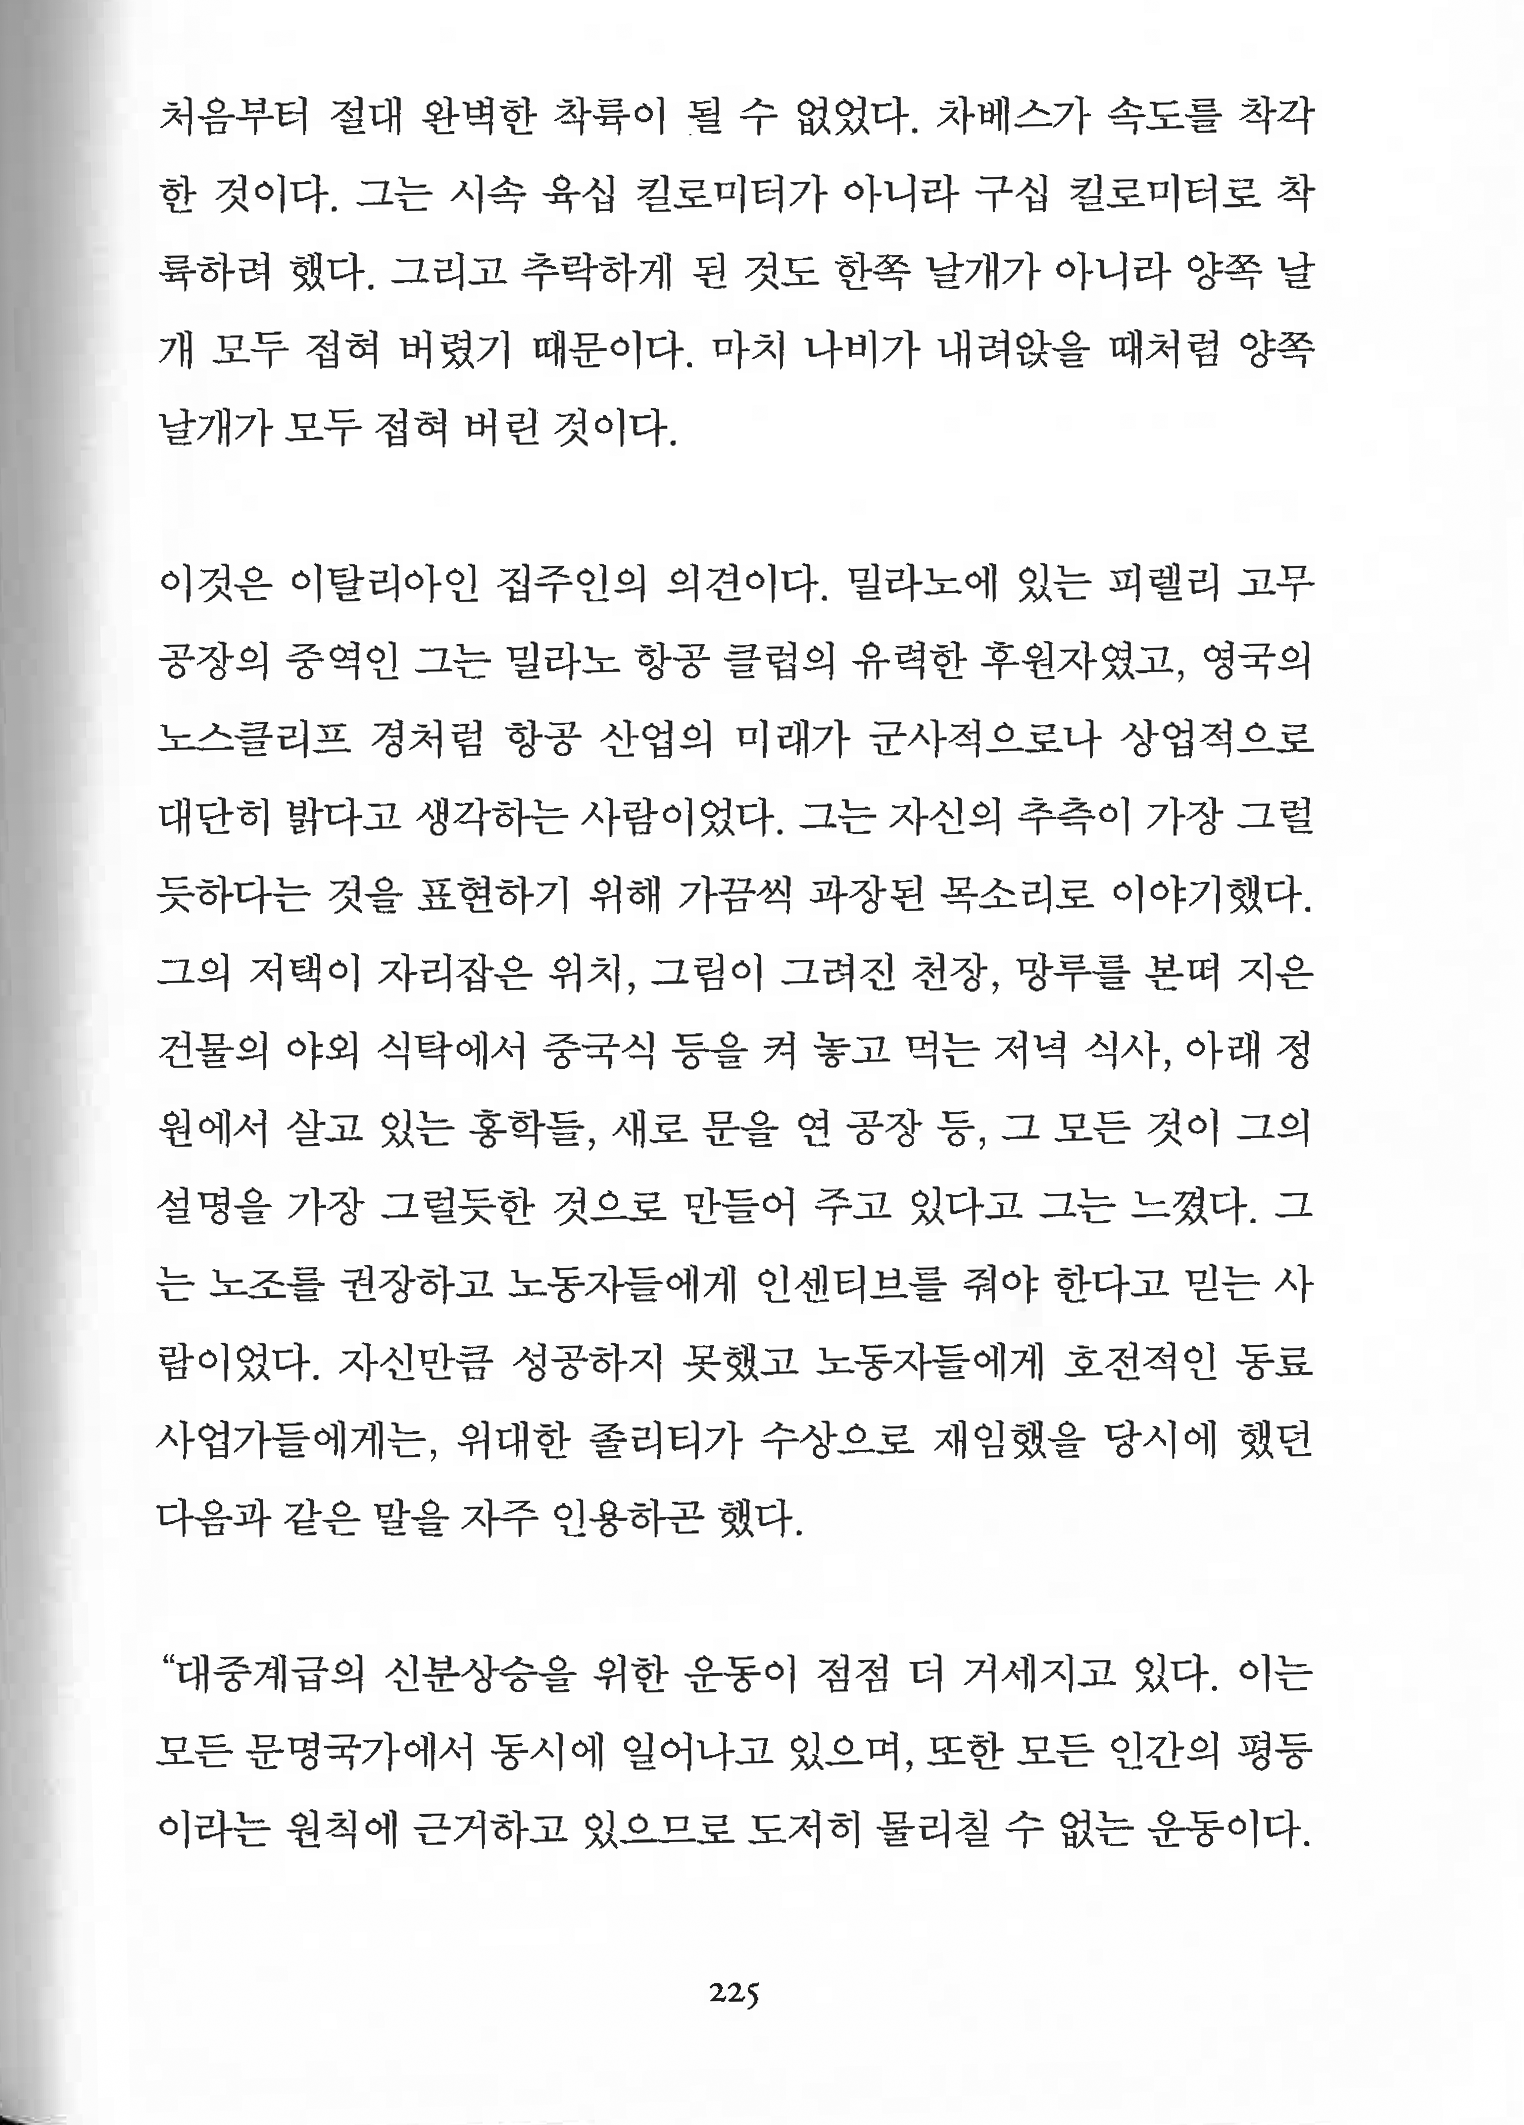 처음부터 절대 완벽한 착륙이 될 수 없었다. 차베스가 속도를 착각
한 것이다. 그는 시속 육십 킬로미터가 아니라 구십 킬로미터로 착
륙하려 했다. 그리고 추락하게 된 것도 한쪽 날개가 아니라 양쪽 날
개 모두 접혀 버렸기 때문이다. 마치 나비가 내려앉을 때처럼 양쪽
날개가 모두 접혀 버린 것이다.
이것은 이탈리아인 집주인의 의견이다. 밀라노에 있는 피렐리 고무
공장의 중역인 그는 밀라노 항공 클럽의 유력한 후원자였고, 영국의
노스클리프 경처럼 항공 산업의 미래가 군사적으로나 상업적으로
대단히 밝다고 생각하는 사람이었다. 그는 자신의 추측이 가장 그럴
듯하다는 것을 표현하기 위해 가끔씩 과장된 목소리로 이야기했다.
그의 저택이 자리잡은 위치, 그림이 그려진 천장, 망루를 본떠 지은
건물의 야외 식탁에서 중국식 등을 켜 놓고 먹는 저녁 식사, 아래 정
원에서 살고 있는 홍학들, 새로 문을 연 공장 등, 그 모든 것이 그의
설명을 가장 그럴듯한 것으로 만들어 주고 있다고 그는 느꼈다. 그
는 노조를 권장하고 노동자들에게 인센티브를 줘야 한다고 믿는 사
람이었다. 자신만큼 성공하지 못했고 노동자들에게 호전적인 동료
사업가들에게는, 위대한 졸리티가 수상으로 재임했을 당시에 했던
다음과 같은 말을 자주 인용하곤 했다.
“대중계급의 신분상승을 위한 운동이 점점 더 거세지고 있다. 이는
모든 문명국가에서 동시에 일어나고 있으며, 또한 모든 인간의 평등
이라는 원칙에 근거하고 있으므로 도저히 물리칠 수 없는 운동이다.
225